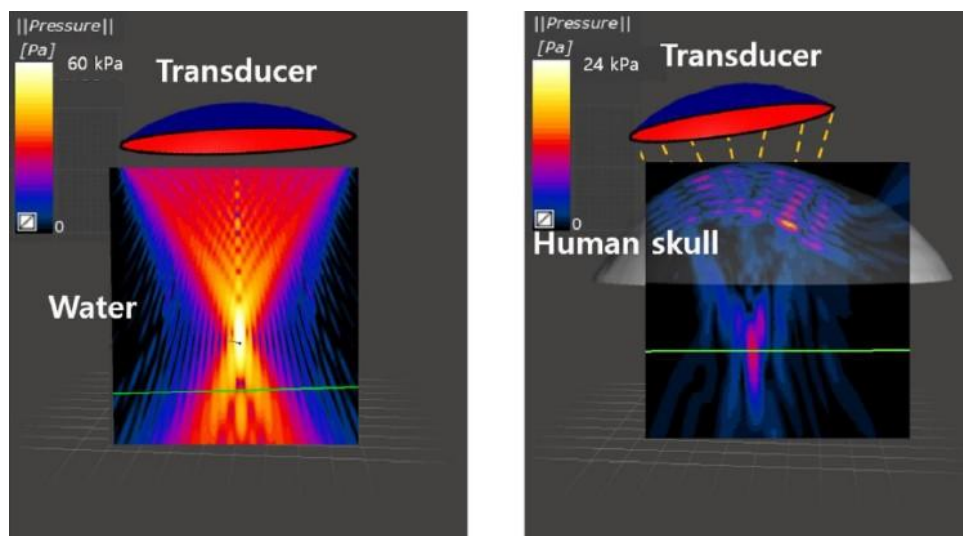 ||Pressure||
[Pa]
60 kPa
Transducer
0
Water
||Pressure||
[Pa]
24 kPa
Transducer
0
Human skull